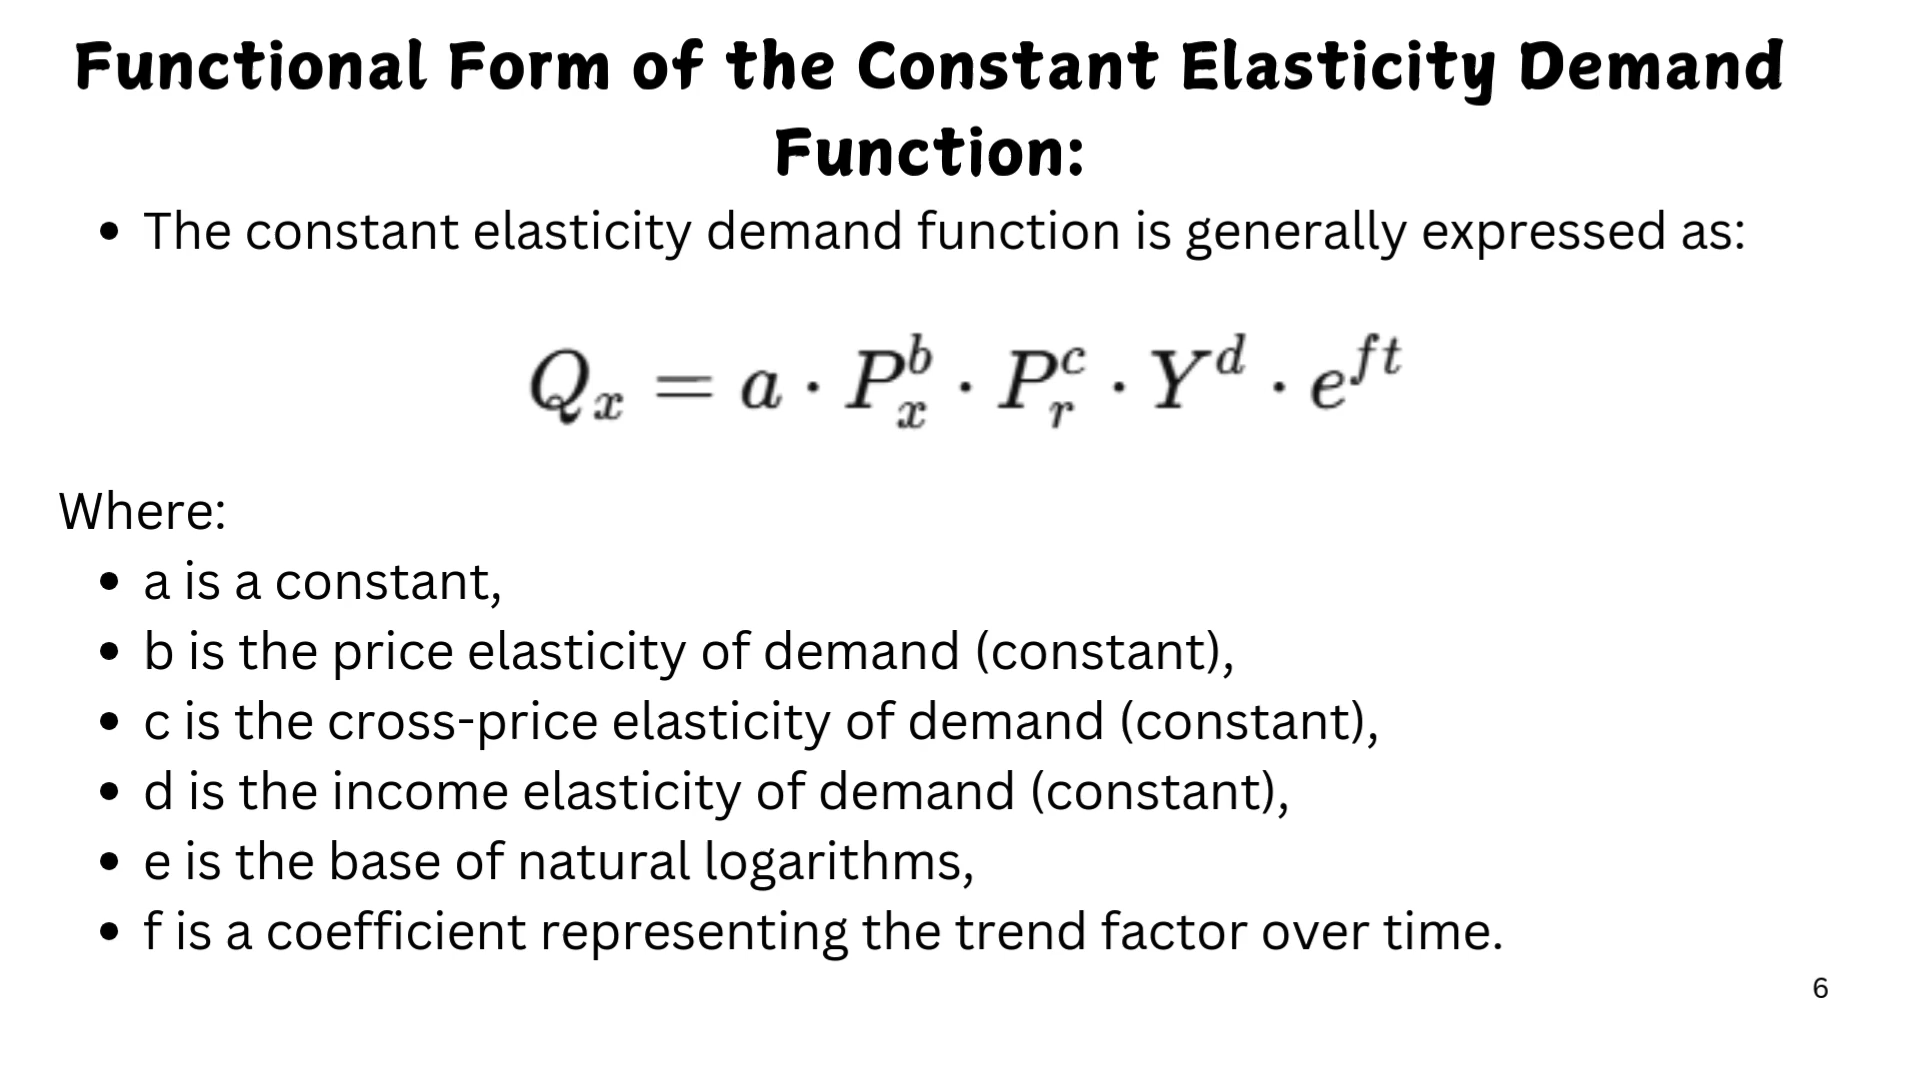 Functional Form of the Constant Elasticity Demand
Function:
• The constant elasticity demand function is generally expressed as:
Q_x = a · P_x^b · P_r^c · Y^d · e^{ft}
Where:
• a is a constant,
• b is the price elasticity of demand (constant),
• c is the cross-price elasticity of demand (constant),
• d is the income elasticity of demand (constant),
• e is the base of natural logarithms,
• f is a coefficient representing the trend factor over time.
6